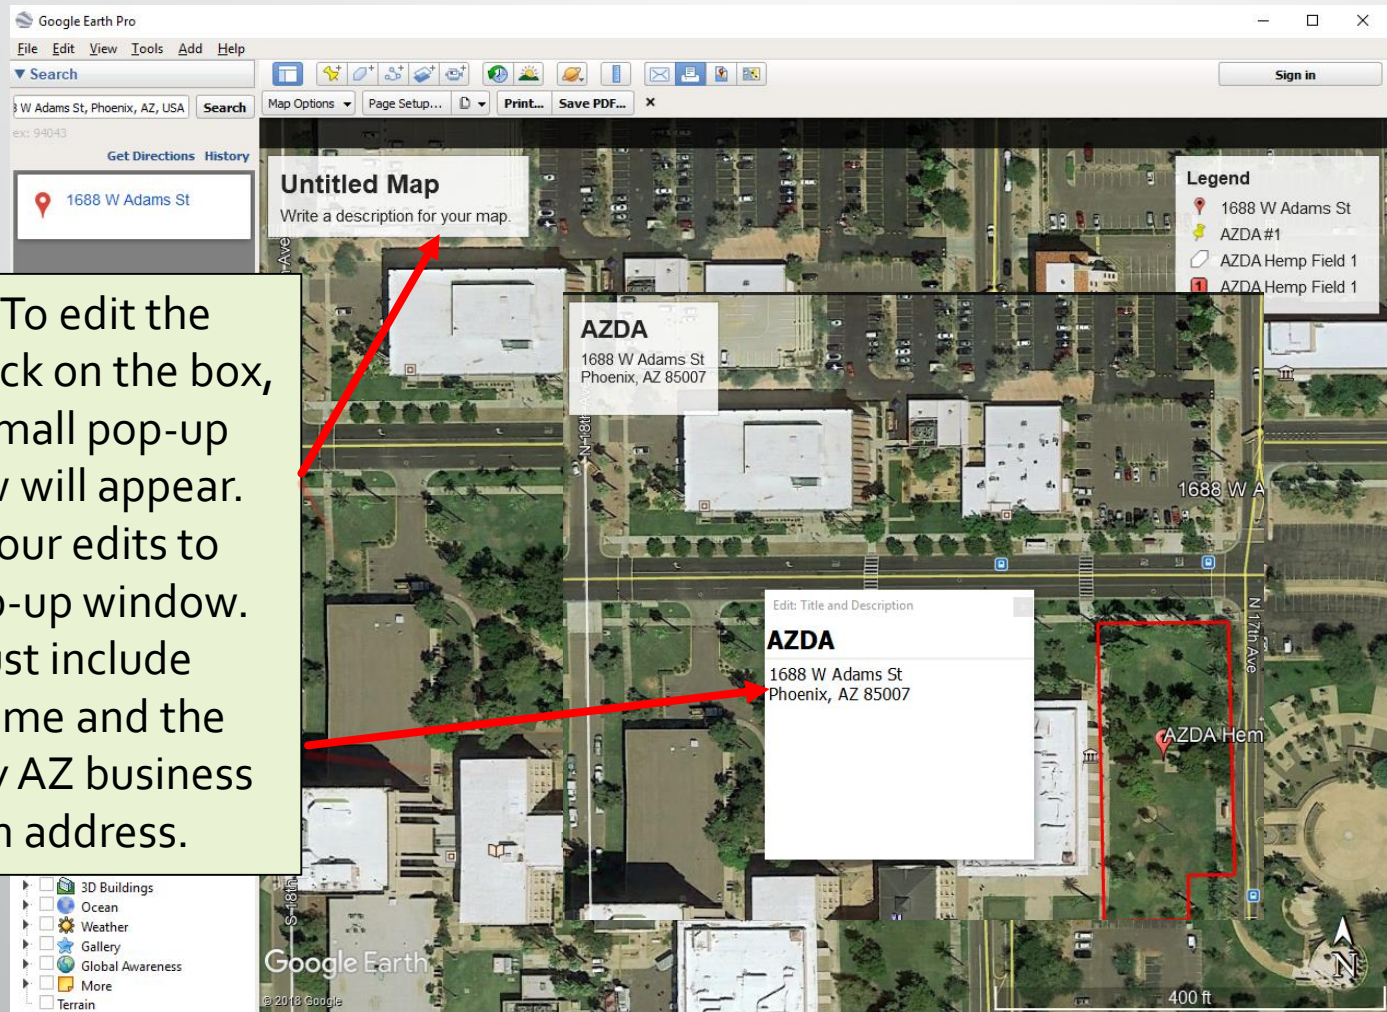 Google Earth Pro
File Edit View Tools Add Help
Search
W Adams St, Phoenix, AZ, USA Search
ex: 94043
Get Directions History
1688 W Adams St
Sign in
Map Options Page Setup... Print... Save PDF...
Untitled Map
Write a description for your map.
Legend
1688 W Adams St
AZDA #1
AZDA Hemp Field 1
1 AZDA Hemp Field 1
To edit the
ck on the box,
mall pop-up
w will appear.
our edits to
p-up window.
ust include
me and the
y AZ business
n address.
AZDA
1688 W Adams St
Phoenix, AZ 85007
N 18th Ave
1688 W A
Edit: Title and Description
AZDA
1688 W Adams St
Phoenix, AZ 85007
N 17th Ave
AZDA Hem
3D Buildings
Ocean
Weather
Gallery
Global Awareness
More
Terrain
S 18th
Google Earth
© 2018 Google
N
400 ft